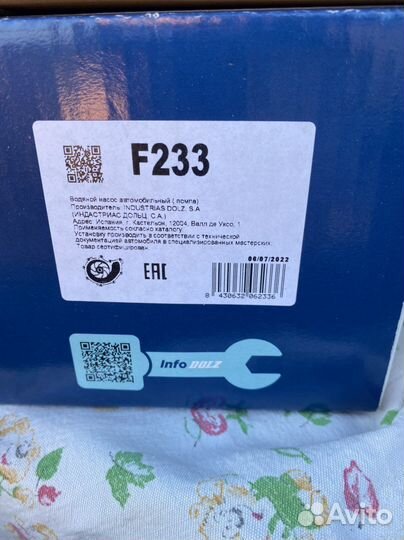 F233
Водяной насос автомобильный ( помпа)
Производитель: INDUSTRIAS DOLZ, S.A
(ИНДАСТРИАС ДОЛЬЦ, С.А.)
Адрес: Испания, г. Кастельон, 12004, Валл де Уксо, 1
Применяемость согласно каталогу.
Установку производить в соответствии с технической
документацией автомобиля в специализированных мастерских.
Товар сертифицирован.
EAC
06/07/2022
8 430632 062336
Info DOLZ
Avito